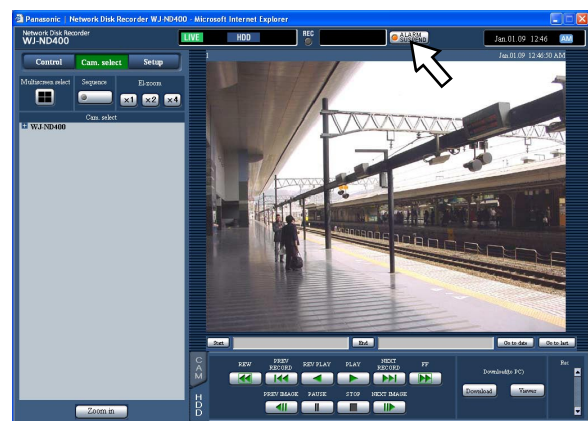 Panasonic | Network Disk Recorder WJ-ND400 - Microsoft Internet Explorer
Network Disk Recorder
WJ-ND400
LIVE
HDD
REC
ALARM
SUSPEND
Jan.01.09 12:46 AM
Control
Cam. select
Setup
Jan.01.09 12:46:50 AM
Multiscreen select
Sequence
El-zoom
x1
x2
x4
Cam. select
WJ-ND400
Start
End
Go to date
Go to last
CAM
HDD
REW
PREV
RECORD
REV PLAY
PLAY
NEXT
RECORD
FF
PREV IMAGE
PAUSE
STOP
NEXT IMAGE
Download(to PC)
Download
Viewer
Rec
Zoom in